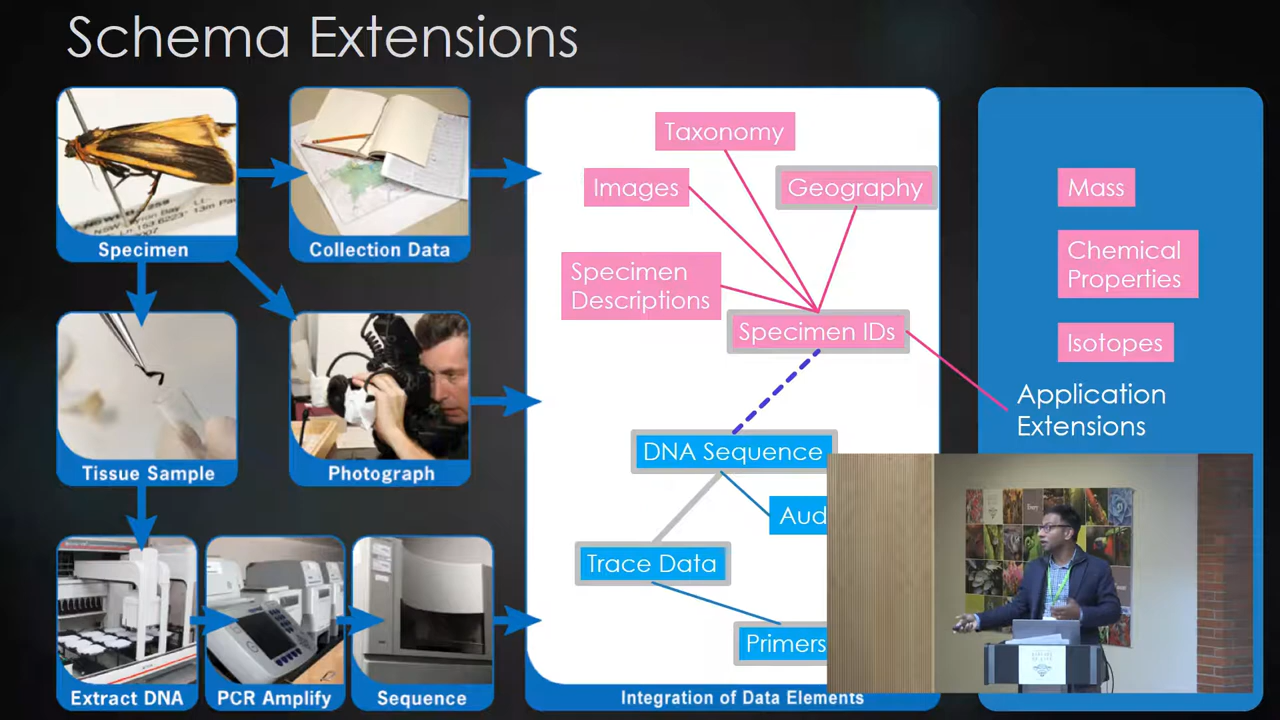 Schema Extensions
Specimen
Collection Data
Tissue Sample
Photograph
Extract DNA
PCR Amplify
Sequence
Taxonomy
Images
Geography
Specimen
Descriptions
Specimen IDs
DNA Sequence
Aud
Trace Data
Primers
Integration of Data Elements
Mass
Chemical
Properties
Isotopes
Application
Extensions